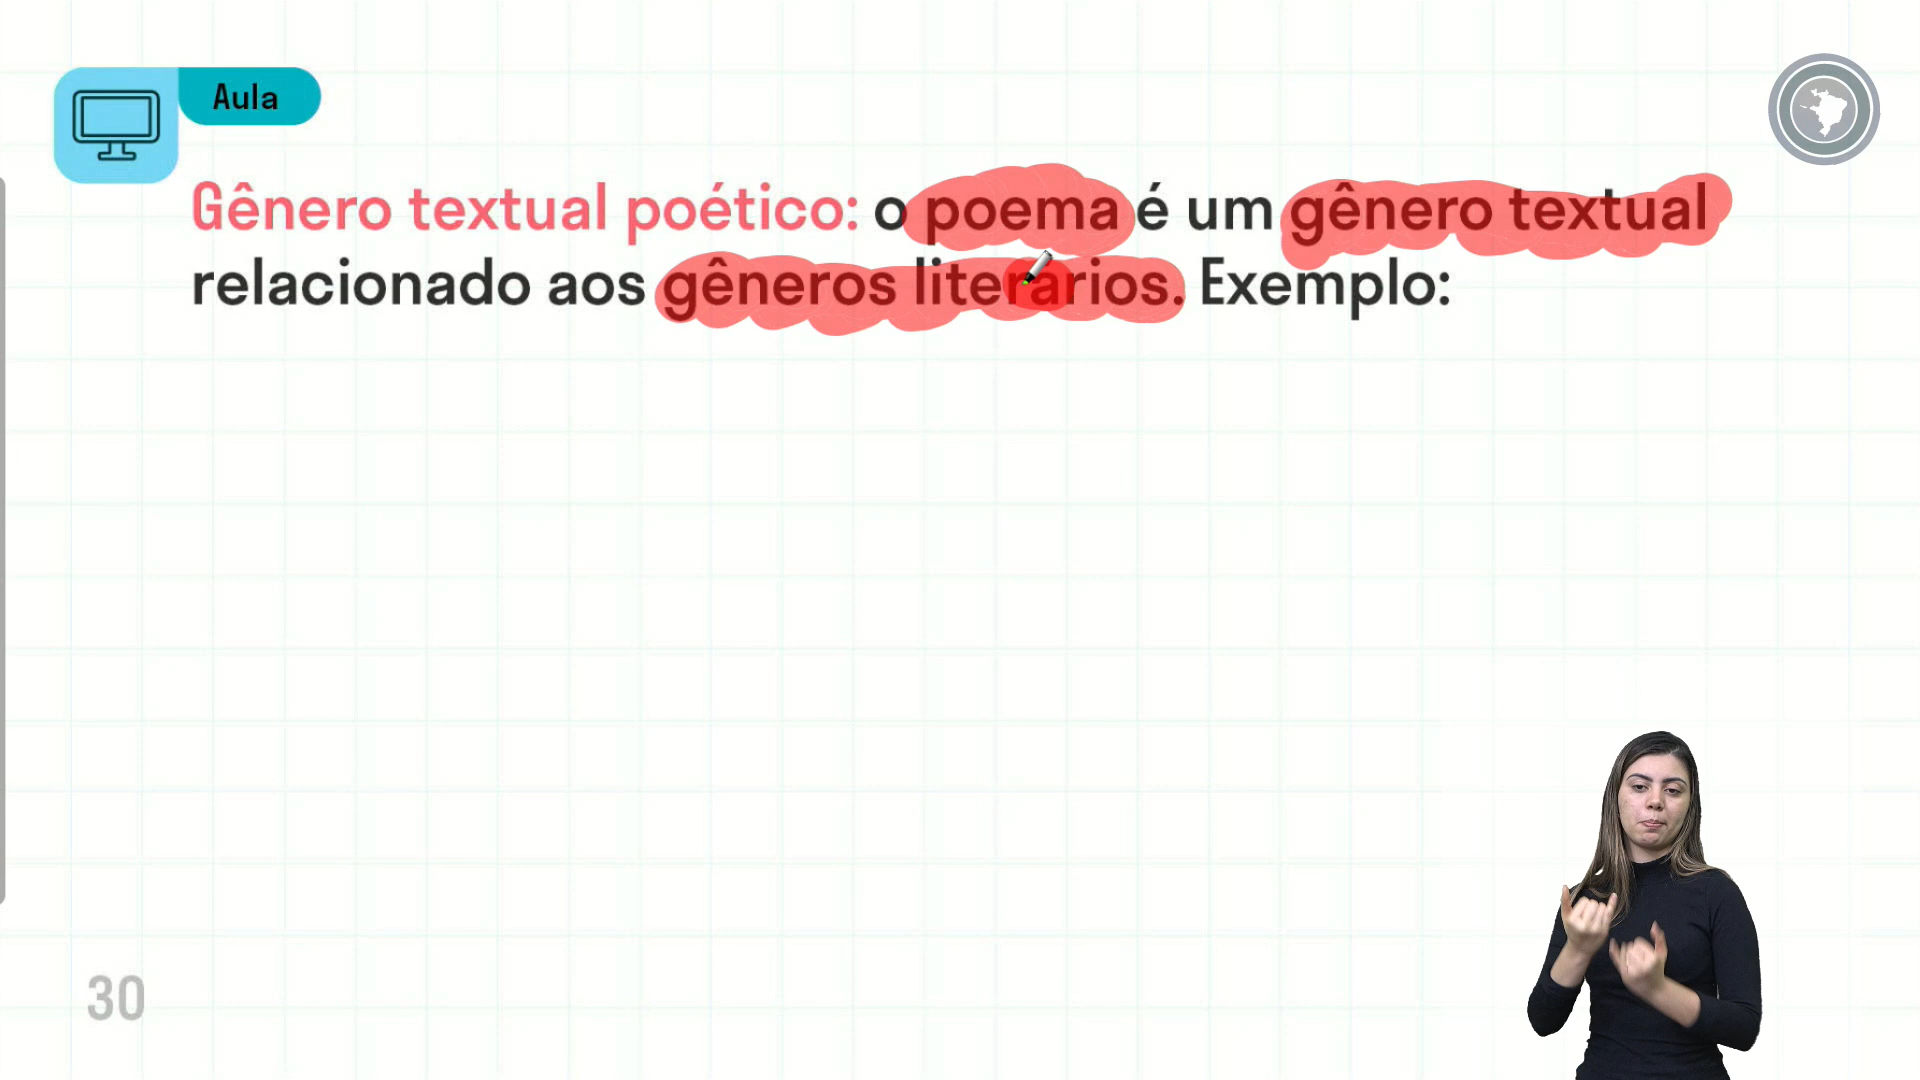 Aula
Gênero textual poético: o poema é um gênero textual
relacionado aos gêneros literários. Exemplo:
30